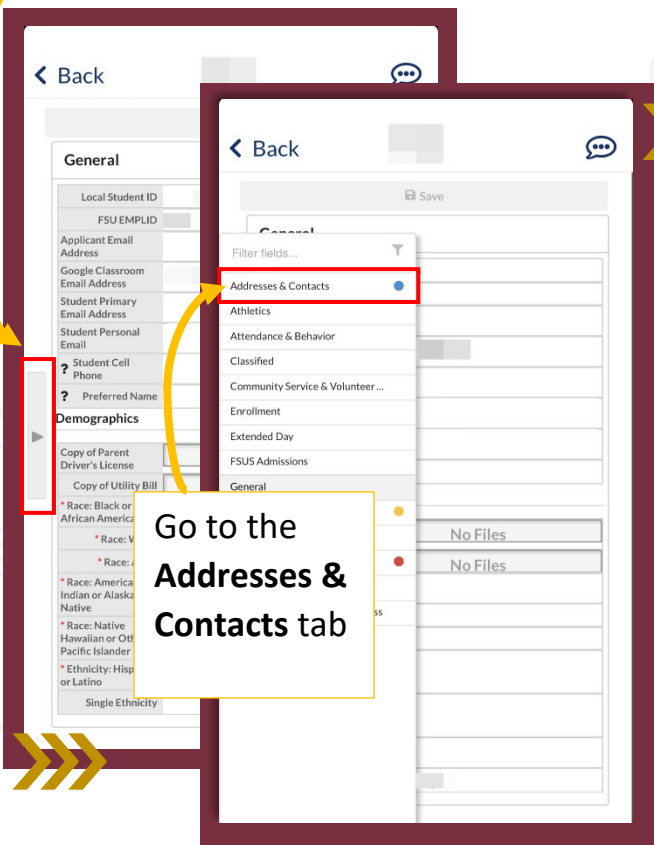 Back
General
Local Student ID
FSU EMPLID
Applicant Email
Address
Google Classroom
Email Address
Student Primary
Email Address
Student Personal
Email
? Student Cell
Phone
? Preferred Name
Demographics
Copy of Parent
Driver's License
Copy of Utility Bill
* Race: Black or
African America
* Race:
* Race:
* Race: America
Indian or Alaska
Native
* Race: Native
Hawaiian or Oth
Pacific Islander
* Ethnicity: Hisp
or Latino
Single Ethnicity
Back
Save
General
Filter fields...
Addresses & Contacts
Athletics
Attendance & Behavior
Classified
Community Service & Volunteer ...
Enrollment
Extended Day
FSUS Admissions
General
No Files
No Files
ss
Go to the
Addresses &
Contacts tab